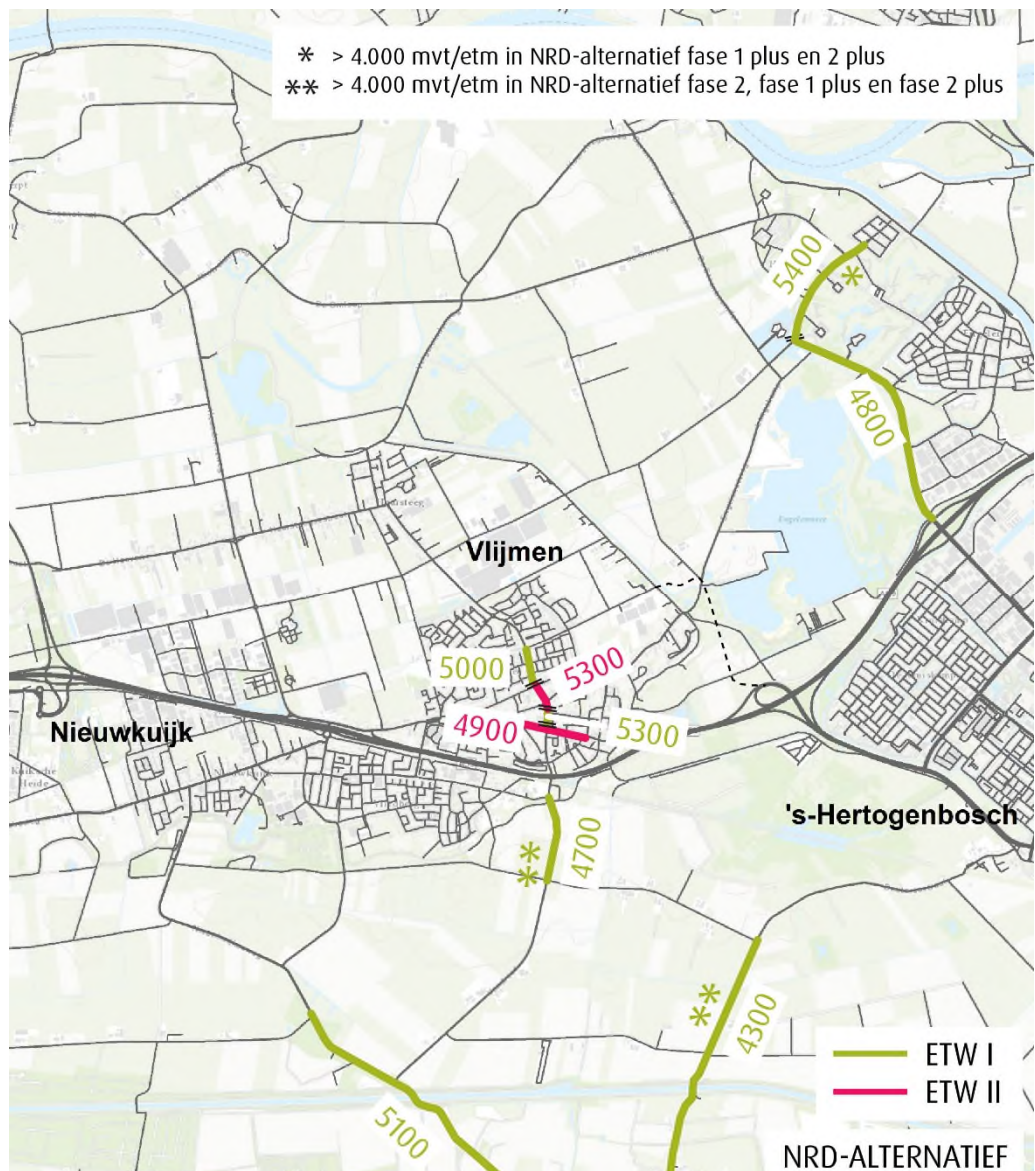 * > 4.000 mvt/etm in NRD-alternatief fase 1 plus en 2 plus
** > 4.000 mvt/etm in NRD-alternatief fase 2, fase 1 plus en fase 2 plus
5400
*
4800
Vlijmen
5000
5300
4900
5300
Nieuwkuijk
's-Hertogenbosch
4700
**
**
4300
5100
ETW I
ETW II
NRD-ALTERNATIEF